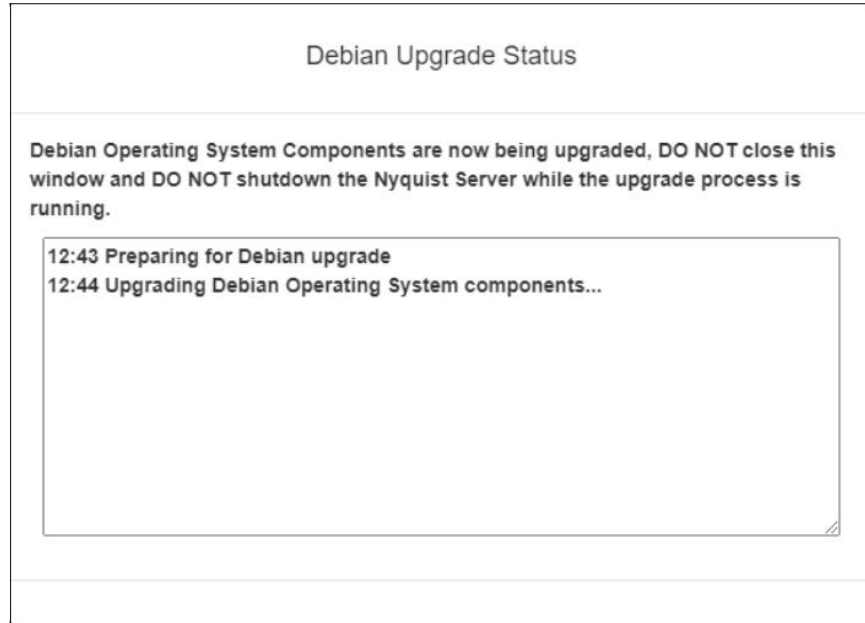 Debian Upgrade Status
Debian Operating System Components are now being upgraded, DO NOT close this
window and DO NOT shutdown the Nyquist Server while the upgrade process is
running.
12:43 Preparing for Debian upgrade
12:44 Upgrading Debian Operating System components...